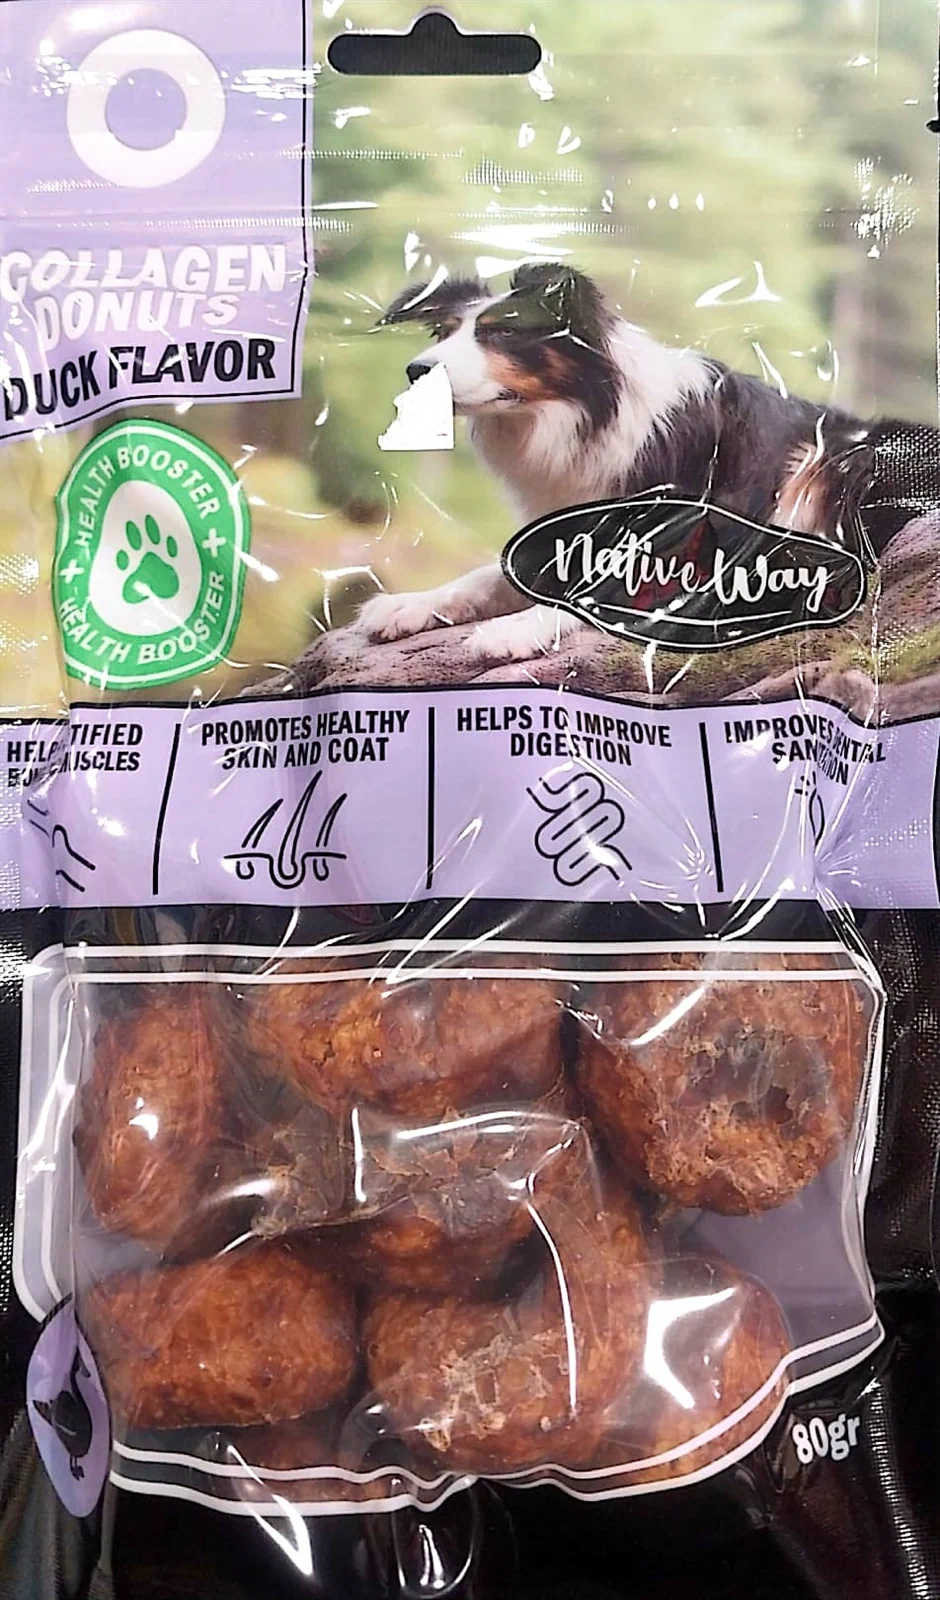 COLLAGEN
DONUTS
DUCK FLAVOR
HEALTH BOOSTER
HEALTH BOOSTER
Native Way
PROMOTES HEALTHY
SKIN AND COAT
HELPS TO IMPROVE
DIGESTION
IMPROVES
80gr